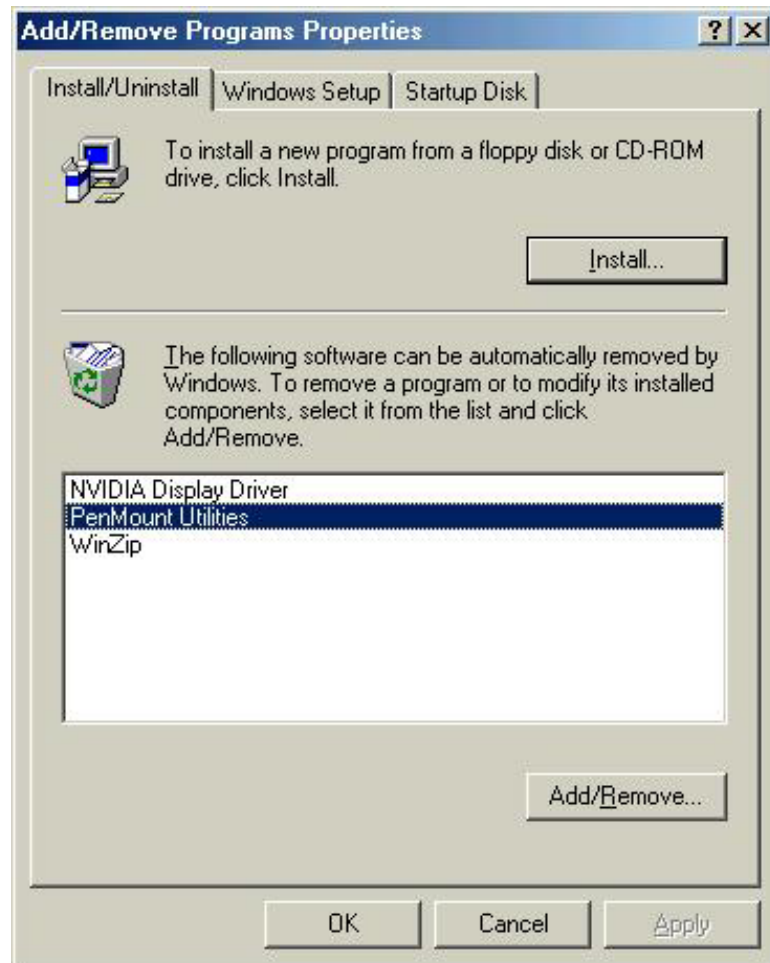 Add/Remove Programs Properties
Install/Uninstall
Windows Setup
Startup Disk
To install a new program from a floppy disk or CD-ROM
drive, click Install.
Install...
The following software can be automatically removed by
Windows. To remove a program or to modify its installed
components, select it from the list and click
Add/Remove.
NVIDIA Display Driver
PenMount Utilities
WinZip
Add/Remove...
OK
Cancel
Apply